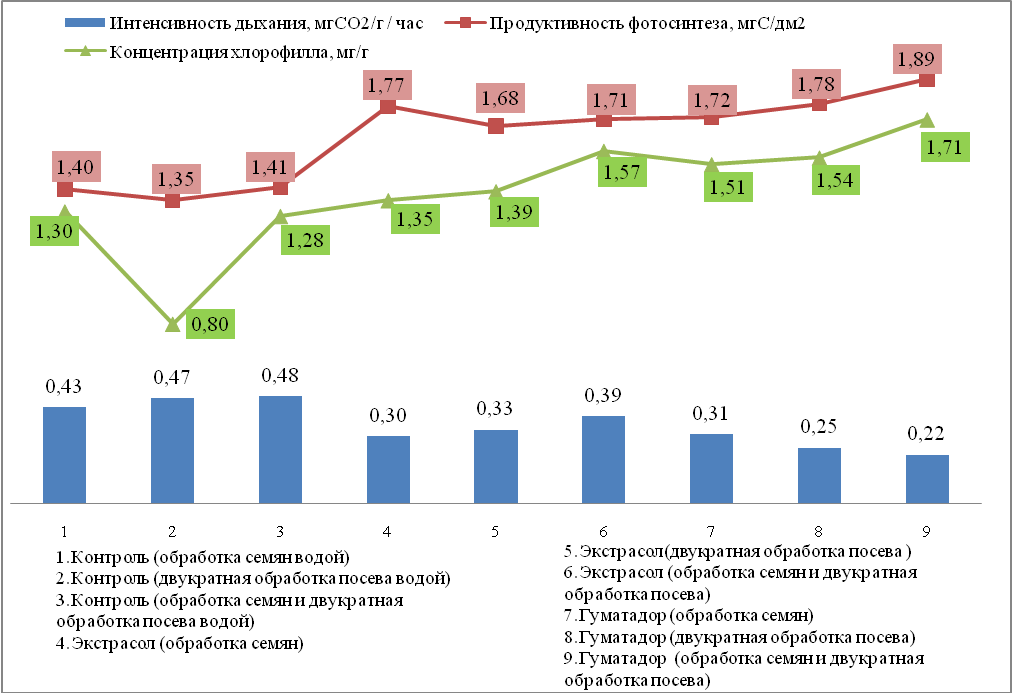 Интенсивность дыхания, мгСО2/г/ час
Продуктивность фотосинтеза, мгС/дм2
Концентрация хлорофилла, мг/г
1,40
1,35
1,41
1,77
1,68
1,71
1,72
1,78
1,89
1,30
0,80
1,28
1,35
1,39
1,57
1,51
1,54
1,71
0,43
0,47
0,48
0,30
0,33
0,39
0,31
0,25
0,22
1 2 3 4 5 6 7 8 9
1.Контроль (обработка семян водой)
2.Контроль (двукратная обработка посева водой)
3.Контроль (обработка семян и двукратная
обработка посева водой)
4.Экстрасол (обработка семян)
5.Экстрасол(двукратная обработка посева )
6.Экстрасол (обработка семян и двукратная
обработка посева)
7.Гуматадор (обработка семян)
8.Гуматадор (двукратная обработка посева)
9.Гуматадор (обработка семян и двукратная
обработка посева)